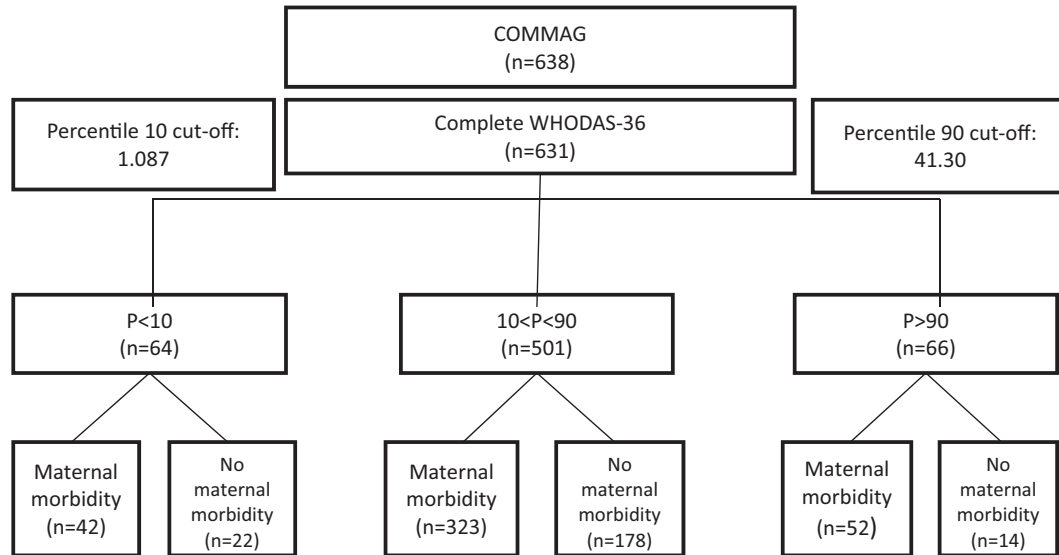 COMMAG
(n=638)
Percentile 10 cut-off:
1.087
Complete WHODAS-36
(n=631)
Percentile 90 cut-off:
41.30
P<10
(n=64)
10<P<90
(n=501)
P>90
(n=66)
Maternal
morbidity
(n=42)
No
maternal
morbidity
(n=22)
Maternal
morbidity
(n=323)
No
maternal
morbidity
(n=178)
Maternal
morbidity
(n=52)
No
maternal
morbidity
(n=14)